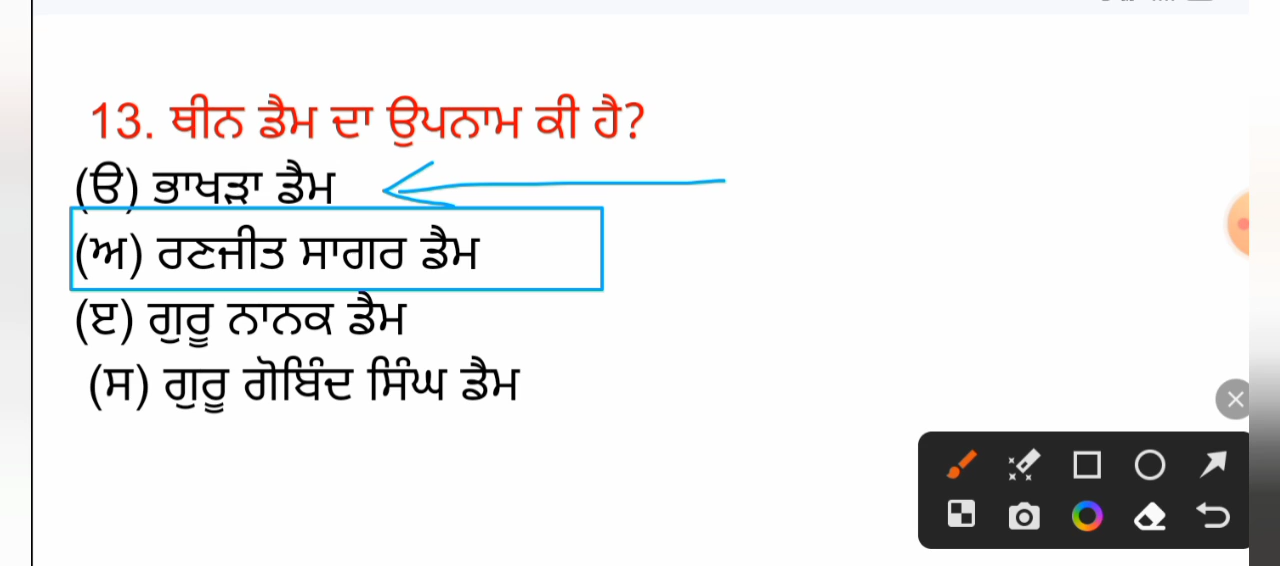 13. ਥੀਨ ਡੈਮ ਦਾ ਉਪਨਾਮ ਕੀ ਹੈ?
(ੳ) ਭਾਖੜਾ ਡੈਮ
(ਅ) ਰਣਜੀਤ ਸਾਗਰ ਡੈਮ
(ੲ) ਗੁਰੂ ਨਾਨਕ ਡੈਮ
(ਸ) ਗੁਰੂ ਗੋਬਿੰਦ ਸਿੰਘ ਡੈਮ